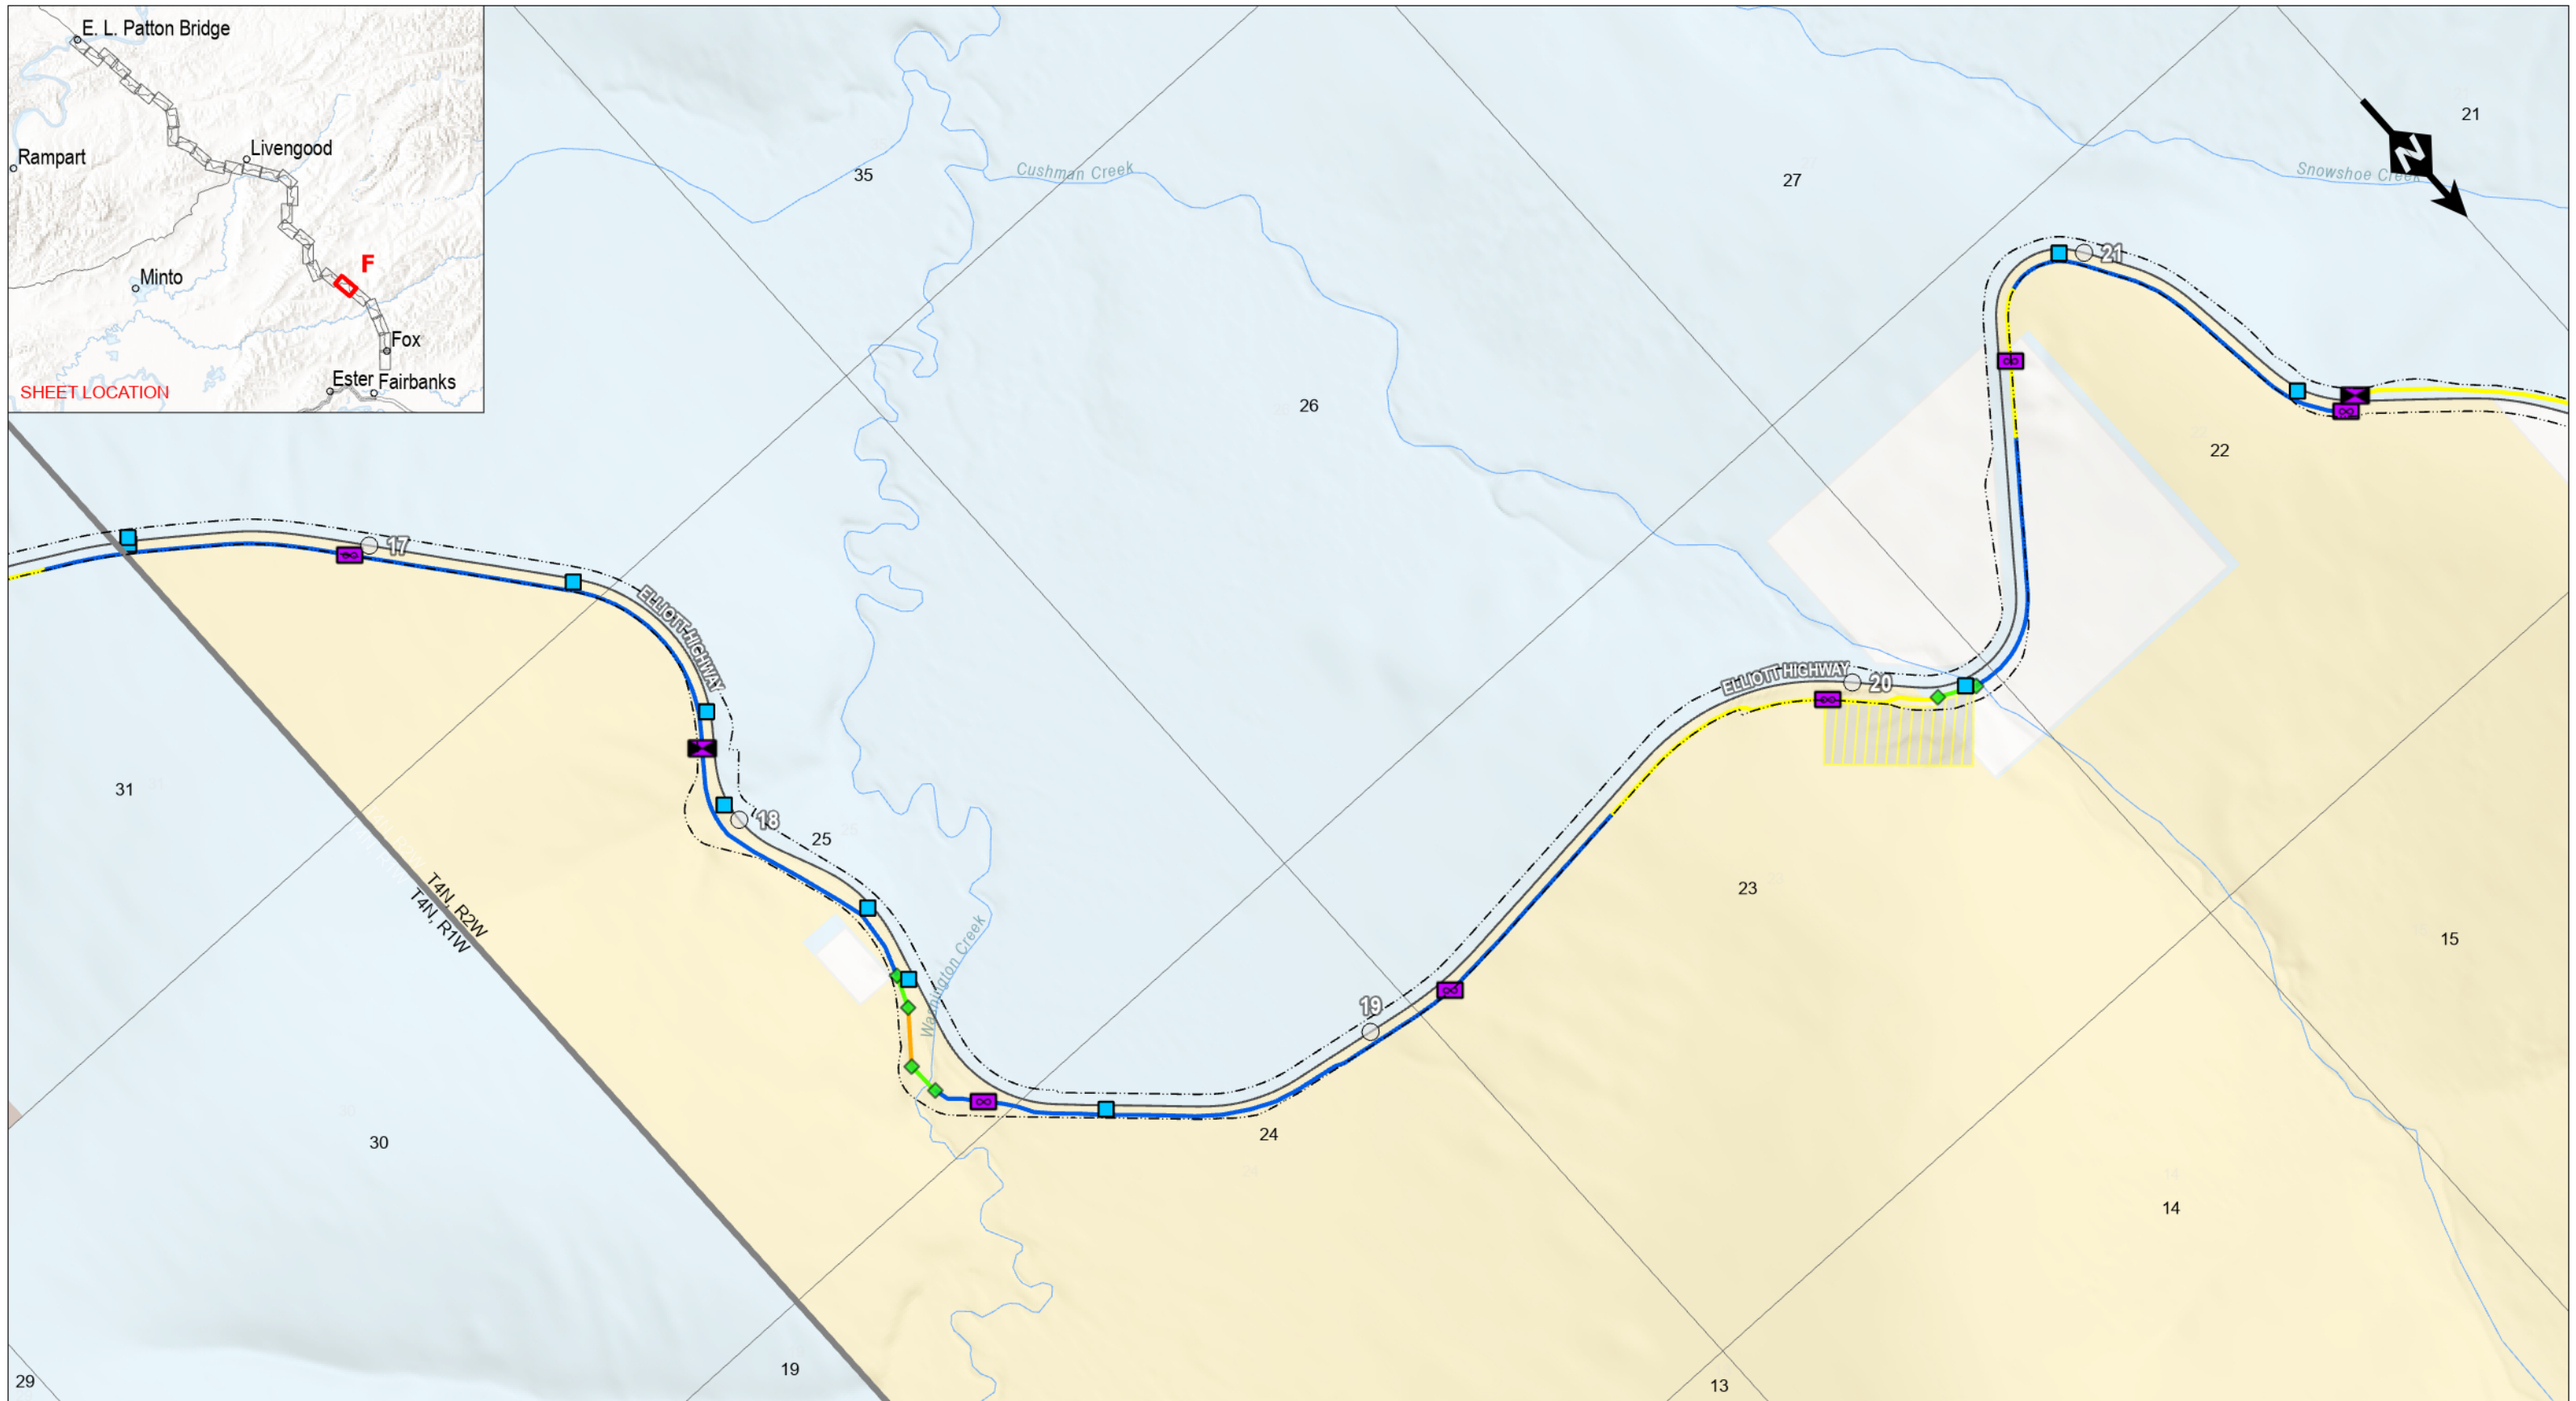 E. L. Patton Bridge
Rampart
Livengood
Minto
F
Fox
Ester
Fairbanks
SHEET LOCATION
35
Cushman Creek
27
21
Snowshoe Creek
N
26
21
22
17
ELLIOTT HIGHWAY
31
18
25
ELLIOTT HIGHWAY
20
23
15
T4N, R2W
T4N, R1W
Washington Creek
19
30
24
14
29
19
13